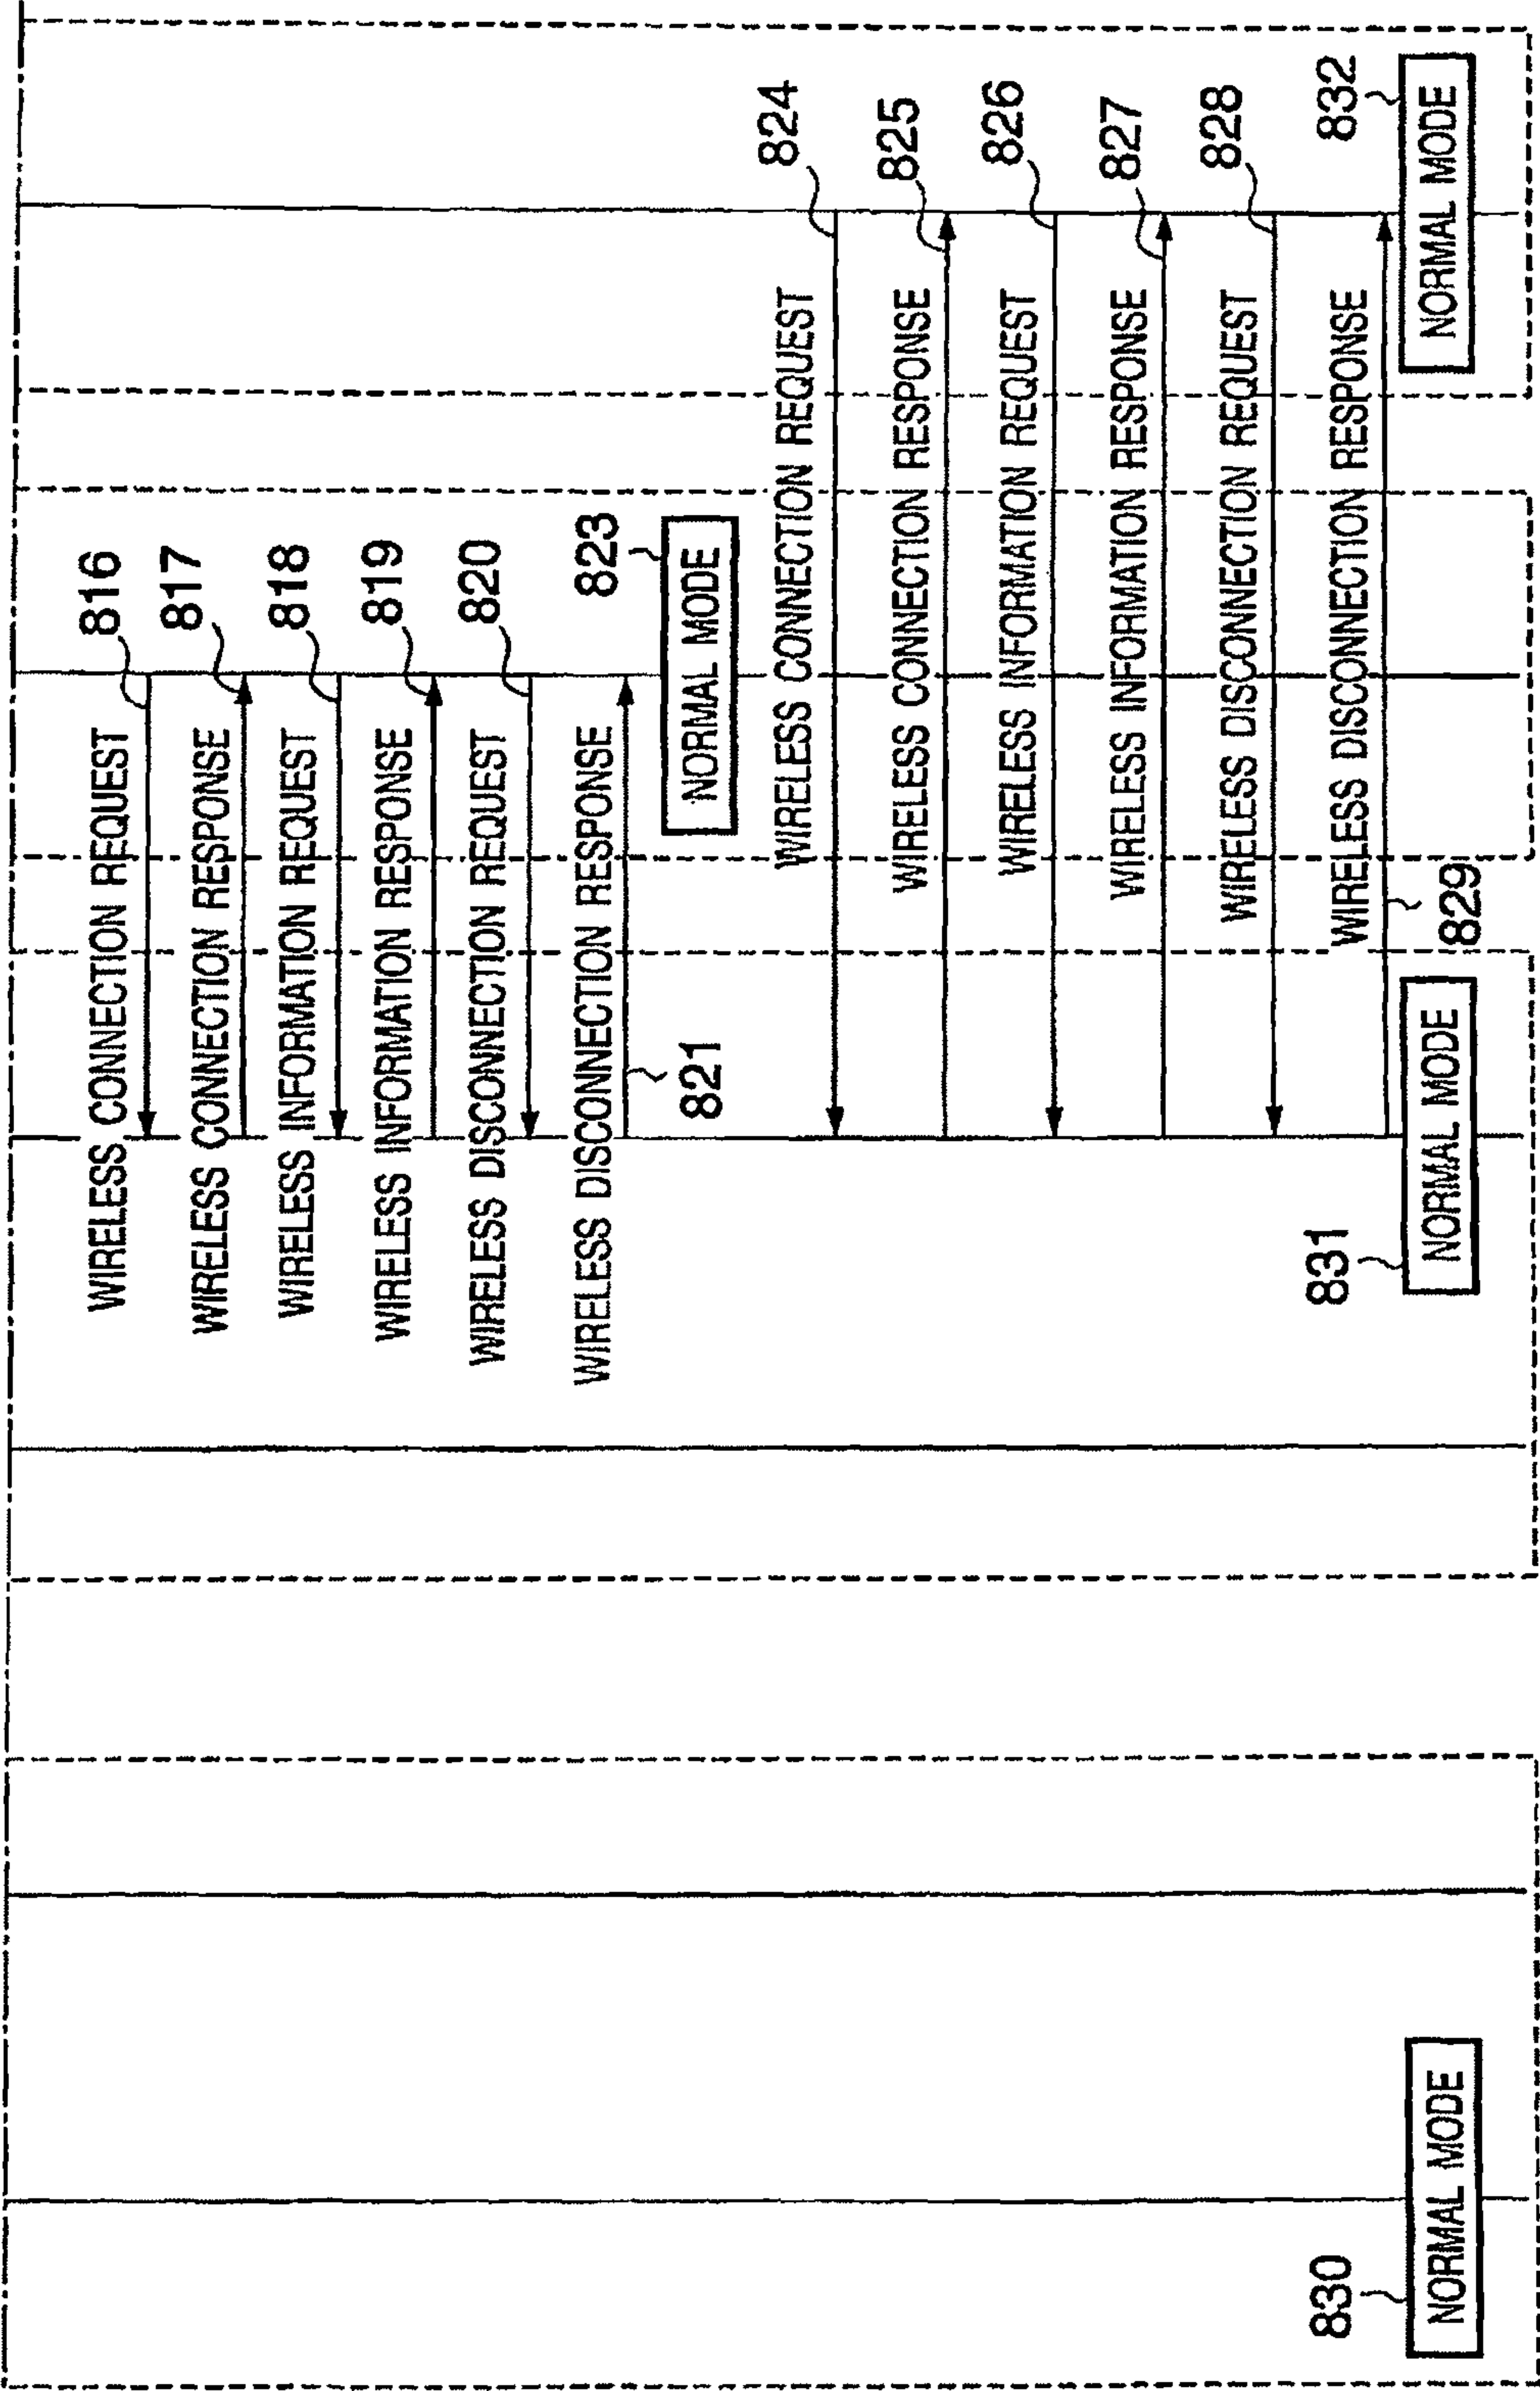 816
WIRELESS CONNECTION REQUEST
817
WIRELESS CONNECTION RESPONSE
818
WIRELESS INFORMATION REQUEST
819
WIRELESS INFORMATION RESPONSE
820
WIRELESS DISCONNECTION REQUEST
WIRELESS DISCONNECTION RESPONSE
821
823
NORMAL MODE
824
WIRELESS CONNECTION REQUEST
825
WIRELESS CONNECTION RESPONSE
826
WIRELESS INFORMATION REQUEST
827
WIRELESS INFORMATION RESPONSE
828
WIRELESS DISCONNECTION REQUEST
WIRELESS DISCONNECTION RESPONSE
829
830
NORMAL MODE
831
NORMAL MODE
832
NORMAL MODE